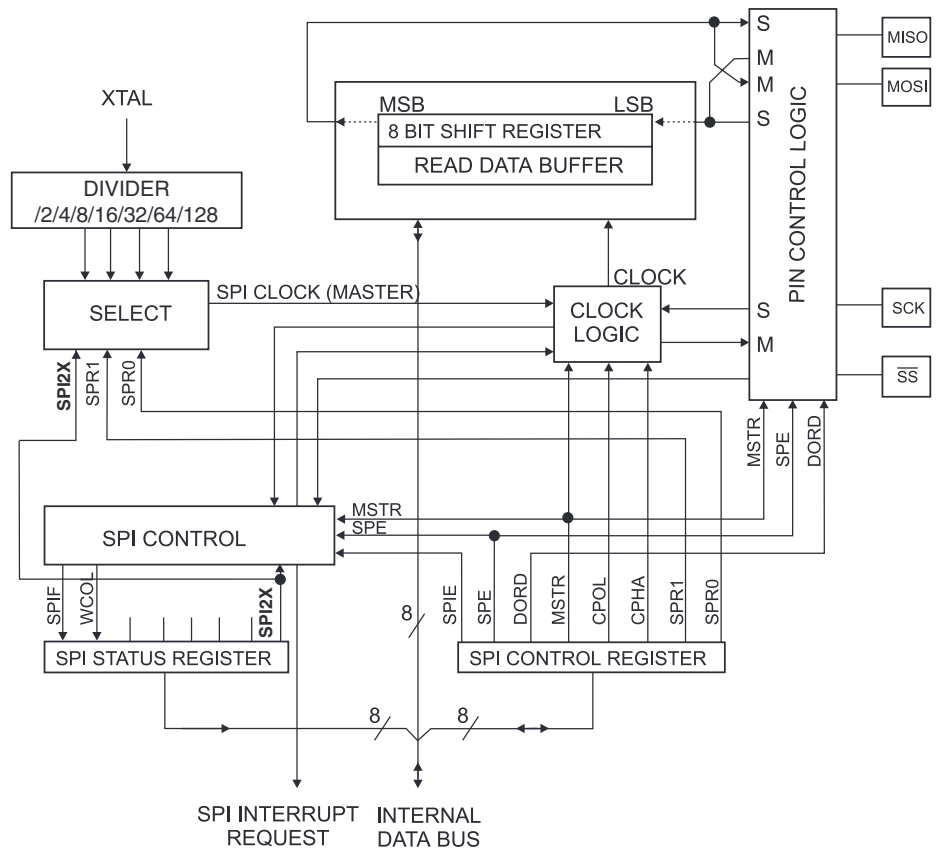 XTAL
DIVIDER
/2/4/8/16/32/64/128
SELECT
SPI2X
SPR1
SPR0
SPI CLOCK (MASTER)
MSB
LSB
8 BIT SHIFT REGISTER
READ DATA BUFFER
CLOCK
CLOCK
LOGIC
S
M
M
S
S
M
PIN CONTROL LOGIC
MISO
MOSI
SCK
SS
MSTR
SPE
DORD
SPI CONTROL
MSTR
SPE
SPIF
WCOL
SPI2X
SPI STATUS REGISTER
8
SPIE
SPE
DORD
MSTR
CPOL
CPHA
SPR1
SPR0
SPI CONTROL REGISTER
8
8
SPI INTERRUPT
REQUEST
INTERNAL
DATA BUS